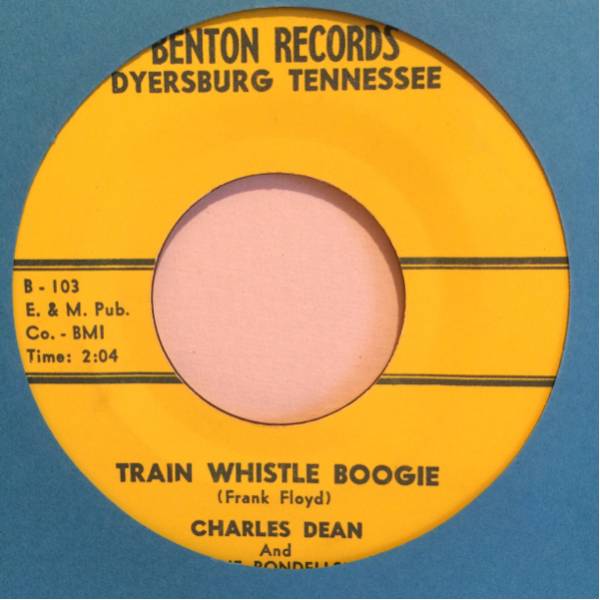 BENTON RECORDS
DYERSBURG TENNESSEE
B - 103
E. & M. Pub.
Co. - BMI
Time: 2:04
TRAIN WHISTLE BOOGIE
(Frank Floyd)
CHARLES DEAN
And